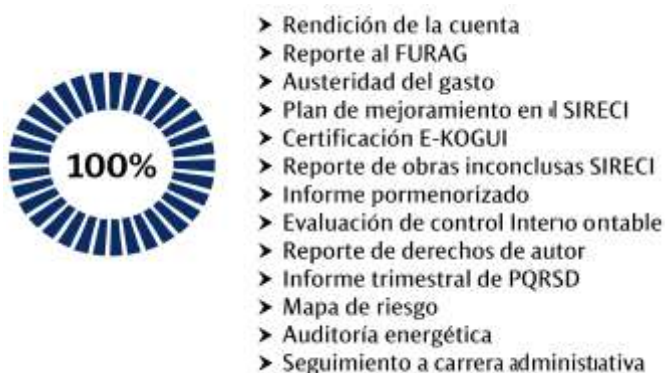 100%
➤ Rendición de la cuenta
➤ Reporte al FURAG
➤ Austeridad del gasto
➤ Plan de mejoramiento en el SIRECI
➤ Certificación E-KOGUI
➤ Reporte de obras inconclusas SIRECI
➤ Informe pormenorizado
➤ Evaluación de control Interno ontable
➤ Reporte de derechos de autor
➤ Informe trimestral de PQRSD
➤ Mapa de riesgo
➤ Auditoría energética
➤ Seguimiento a carrera administiativa